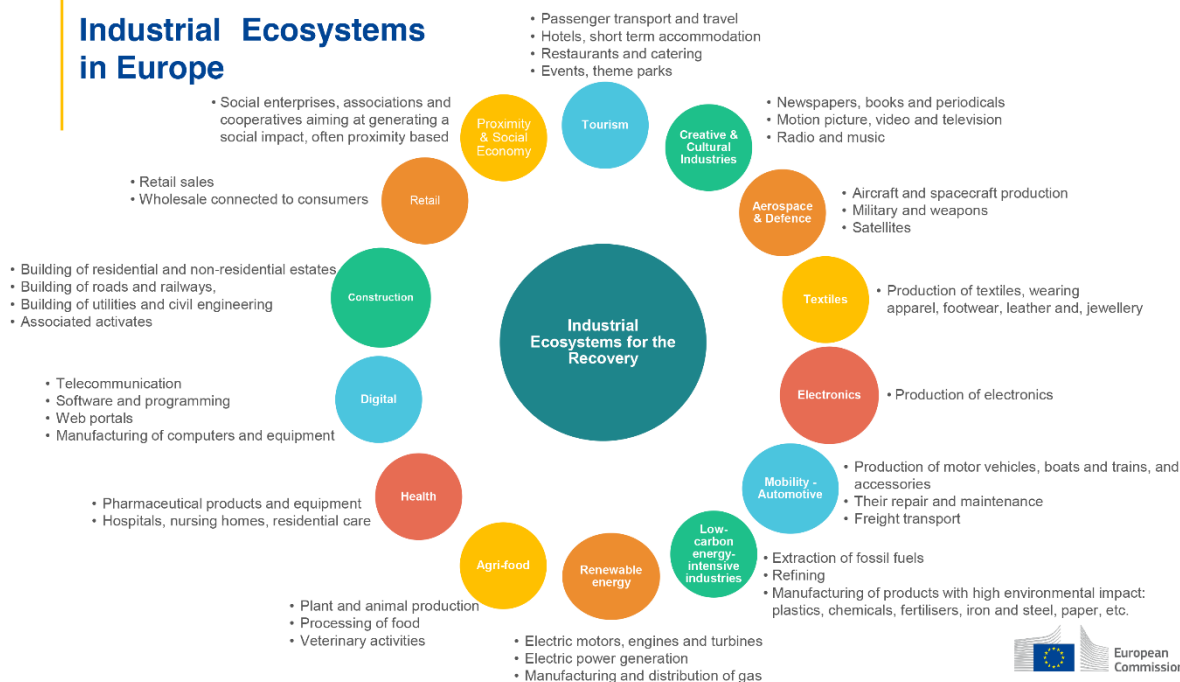 Industrial Ecosystems
in Europe
• Passenger transport and travel
• Hotels, short term accommodation
• Restaurants and catering
• Events, theme parks
Tourism
• Newspapers, books and periodicals
• Motion picture, video and television
• Radio and music
Creative &
Cultural
Industries
• Aircraft and spacecraft production
• Military and weapons
• Satellites
Aerospace
& Defence
• Production of textiles, wearing
apparel, footwear, leather and, jewellery
Textiles
• Production of electronics
Electronics
• Production of motor vehicles, boats and trains, and
accessories
• Their repair and maintenance
• Freight transport
Mobility -
Automotive
• Extraction of fossil fuels
• Refining
• Manufacturing of products with high environmental impact:
plastics, chemicals, fertilisers, iron and steel, paper, etc.
Low-
carbon
energy-
intensive
industries
Renewable
energy
• Electric motors, engines and turbines
• Electric power generation
• Manufacturing and distribution of gas
Agri-food
• Plant and animal production
• Processing of food
• Veterinary activities
Health
• Pharmaceutical products and equipment
• Hospitals, nursing homes, residential care
Digital
• Telecommunication
• Software and programming
• Web portals
• Manufacturing of computers and equipment
Construction
• Building of residential and non-residential estates
• Building of roads and railways,
• Building of utilities and civil engineering
• Associated activates
Retail
• Retail sales
• Wholesale connected to consumers
Proximity
& Social
Economy
• Social enterprises, associations and
cooperatives aiming at generating a
social impact, often proximity based
Industrial
Ecosystems for the
Recovery
European
Commission